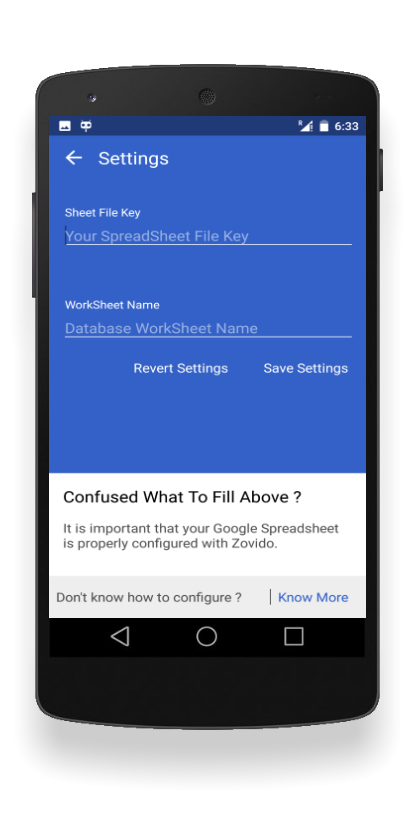 6:33
Settings
Sheet File Key
Your SpreadSheet File Key
WorkSheet Name
Database WorkSheet Name
Revert Settings Save Settings
Confused What To Fill Above ?
It is important that your Google Spreadsheet
is properly configured with Zovido.
Don't know how to configure ? | Know More